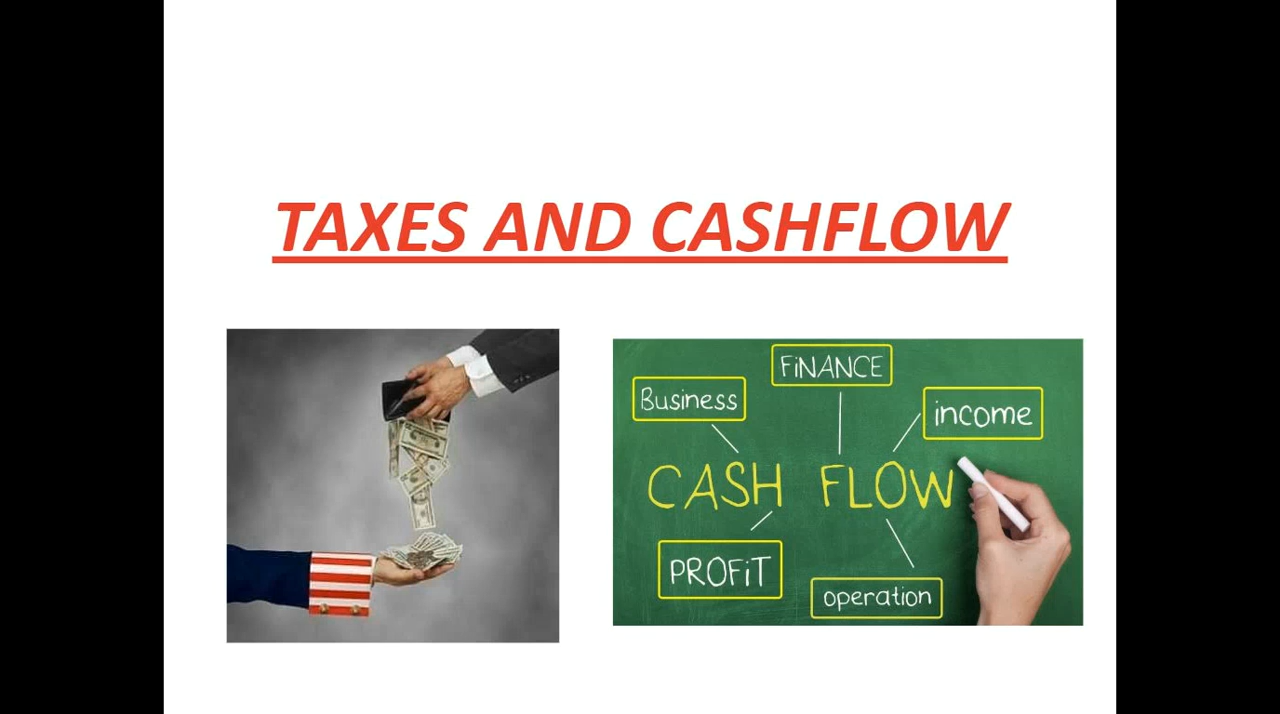 TAXES AND CASHFLOW
FiNANCE
Business
income
CASH FLOW
PROFiT
operation